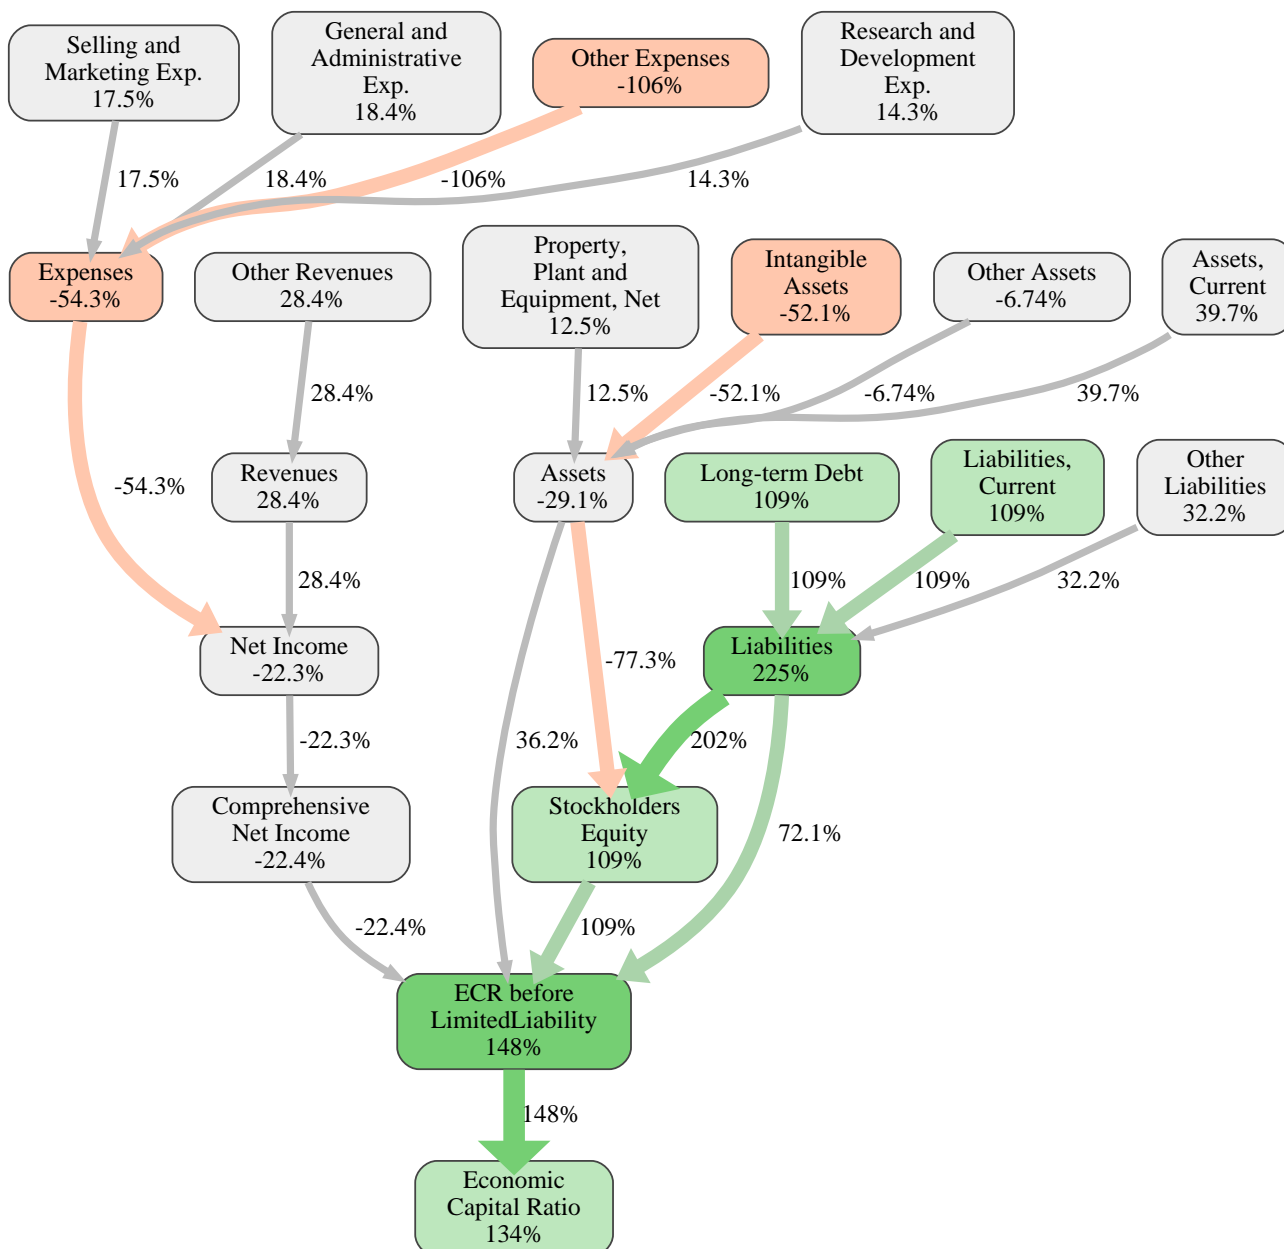 Selling and
Marketing Exp.
17.5%
General and
Administrative
Exp.
18.4%
Other Expenses
-106%
Research and
Development
Exp.
14.3%
17.5%
18.4%
-106%
14.3%
Expenses
-54.3%
Other Revenues
28.4%
Property,
Plant and
Equipment, Net
12.5%
Intangible
Assets
-52.1%
Other Assets
-6.74%
Assets,
Current
39.7%
28.4%
12.5%
-52.1%
-6.74%
39.7%
-54.3%
Revenues
28.4%
Assets
-29.1%
Long-term Debt
109%
Liabilities,
Current
109%
Other
Liabilities
32.2%
28.4%
109%
109%
32.2%
Net Income
-22.3%
-77.3%
Liabilities
225%
-22.3%
36.2%
202%
72.1%
Comprehensive
Net Income
-22.4%
Stockholders
Equity
109%
-22.4%
109%
ECR before
LimitedLiability
148%
148%
Economic
Capital Ratio
134%